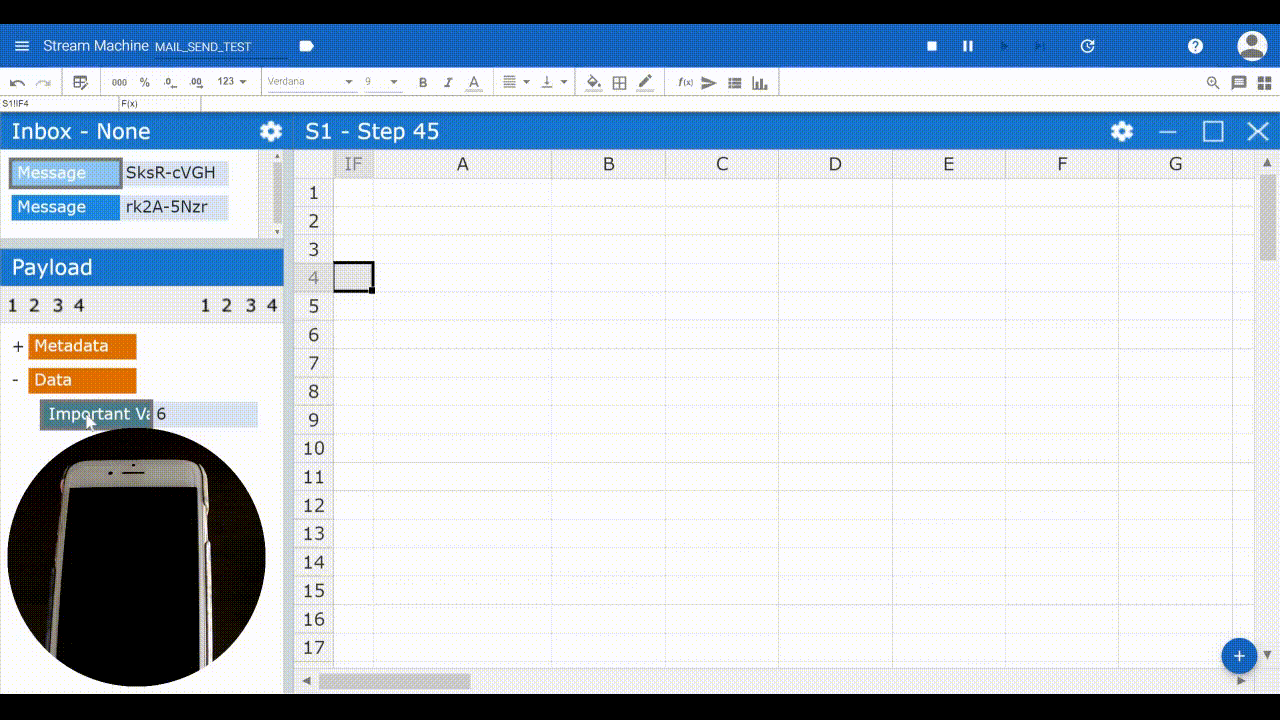 Stream Machine MAIL_SEND_TEST
000 % .0 .00 123 Verdana 9 B I A f(x)
S1!IF4 F(x)
Inbox - None
S1 - Step 45
Message SksR-cVGH
Message rk2A-5Nzr
Payload
1 2 3 4 1 2 3 4
+ Metadata
- Data
Important Va 6
IF A B C D E F G
1
2
3
4
5
6
7
8
9
10
11
12
13
14
15
16
17